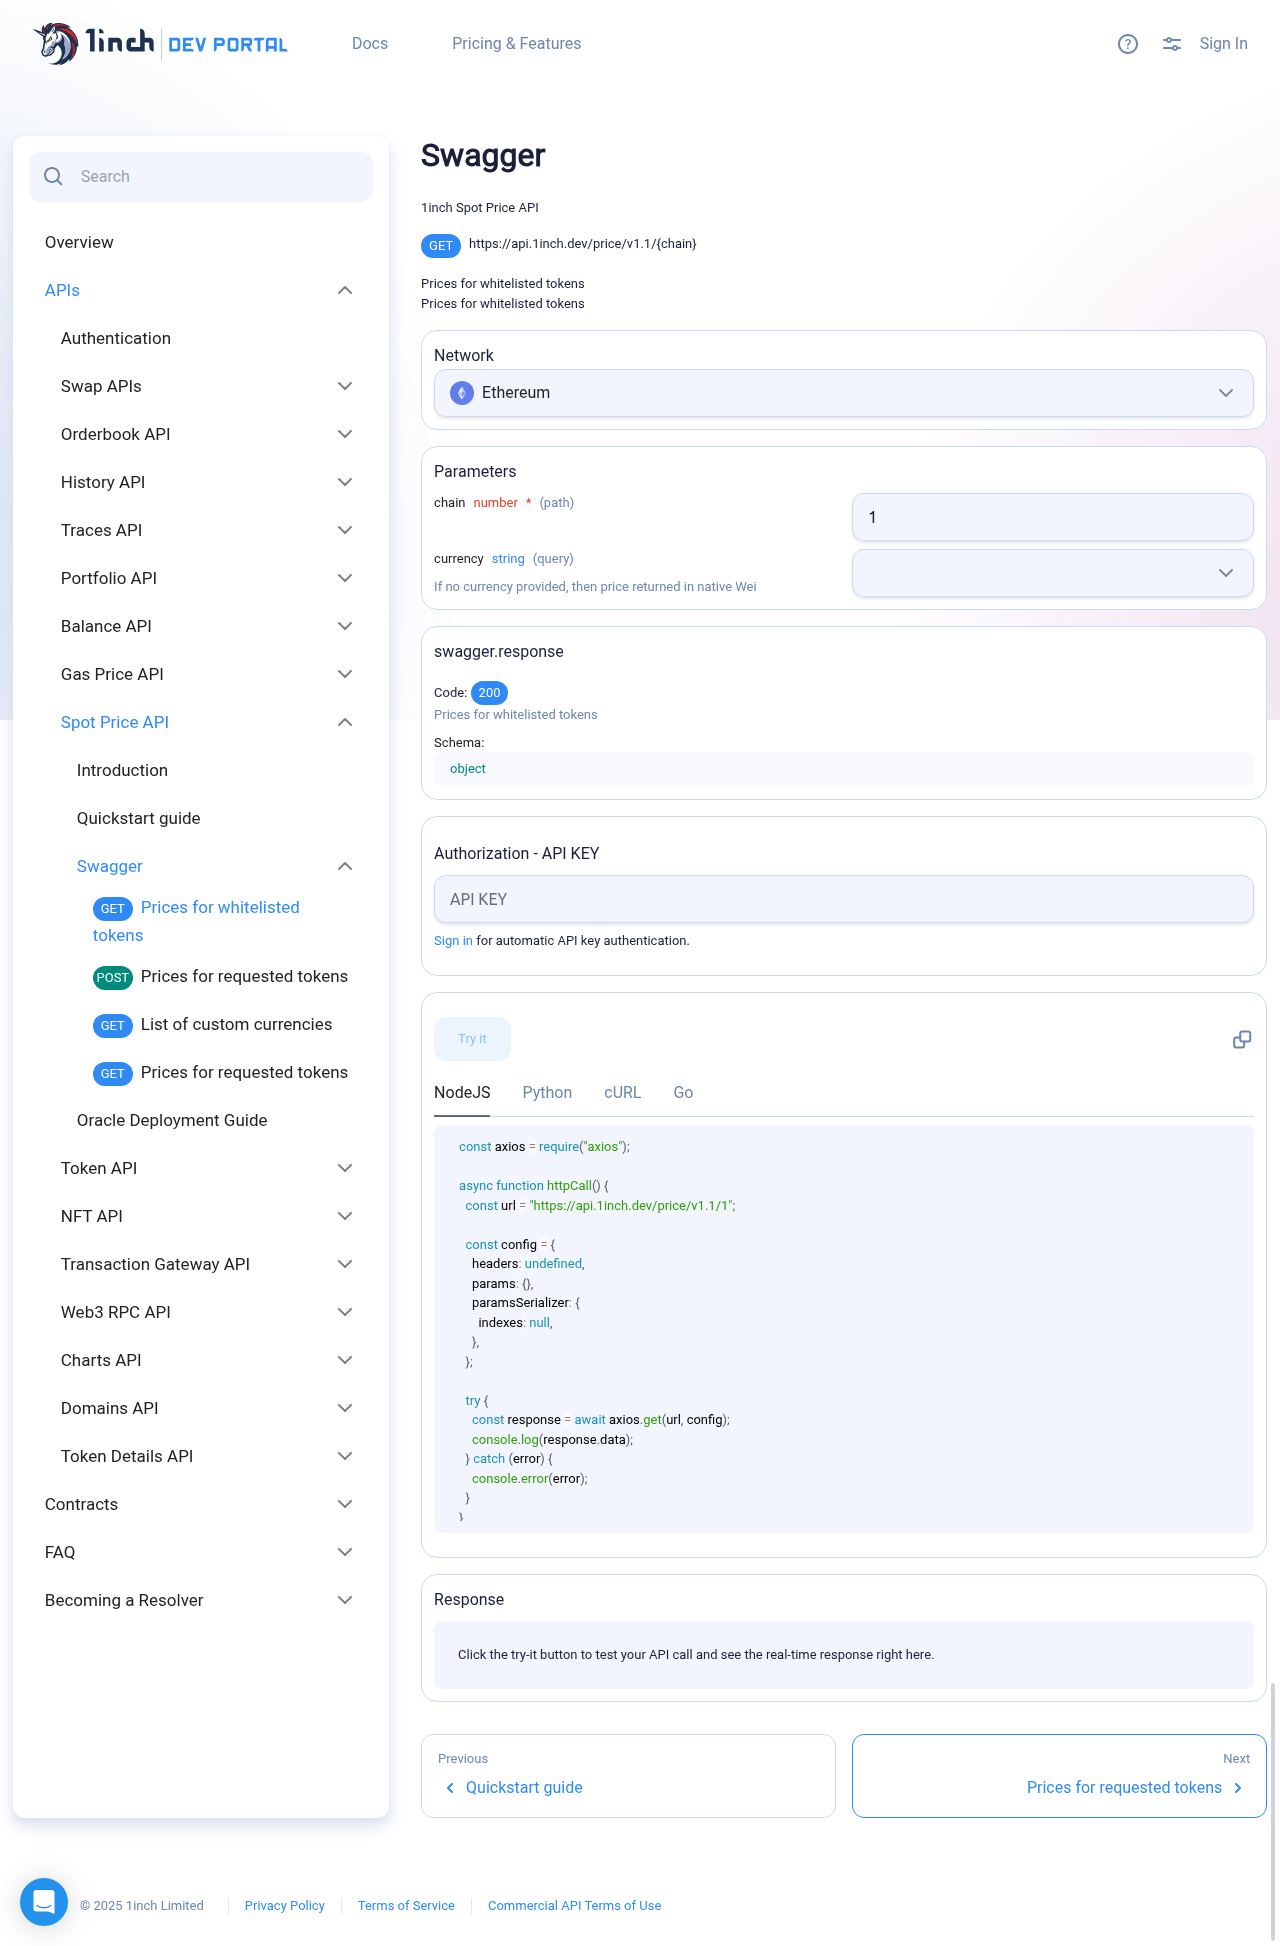 1inch DEV PORTAL
Docs
Pricing & Features
Sign In
Search
Overview
APIs
Authentication
Swap APIs
Orderbook API
History API
Traces API
Portfolio API
Balance API
Gas Price API
Spot Price API
Introduction
Quickstart guide
Swagger
GET Prices for whitelisted
tokens
POST Prices for requested tokens
GET List of custom currencies
GET Prices for requested tokens
Oracle Deployment Guide
Token API
NFT API
Transaction Gateway API
Web3 RPC API
Charts API
Domains API
Token Details API
Contracts
FAQ
Becoming a Resolver
Swagger
1inch Spot Price API
GET https://api.1inch.dev/price/v1.1/{chain}
Prices for whitelisted tokens
Prices for whitelisted tokens
Network
Ethereum
Parameters
chain number * (path)
1
currency string (query)
If no currency provided, then price returned in native Wei
swagger.response
Code: 200
Prices for whitelisted tokens
Schema:
object
Authorization - API KEY
API KEY
Sign in for automatic API key authentication.
Try it
NodeJS
Python
cURL
Go
const axios = require("axios");
async function httpCall() {
const url = "https://api.1inch.dev/price/v1.1/1";
const config = {
headers: undefined,
params: {},
paramsSerializer: {
indexes: null,
},
};
try {
const response = await axios.get(url, config);
console.log(response.data);
} catch (error) {
console.error(error);
}
}
Response
Click the try-it button to test your API call and see the real-time response right here.
Previous
Quickstart guide
Next
Prices for requested tokens
© 2025 1inch Limited
Privacy Policy
Terms of Service
Commercial API Terms of Use